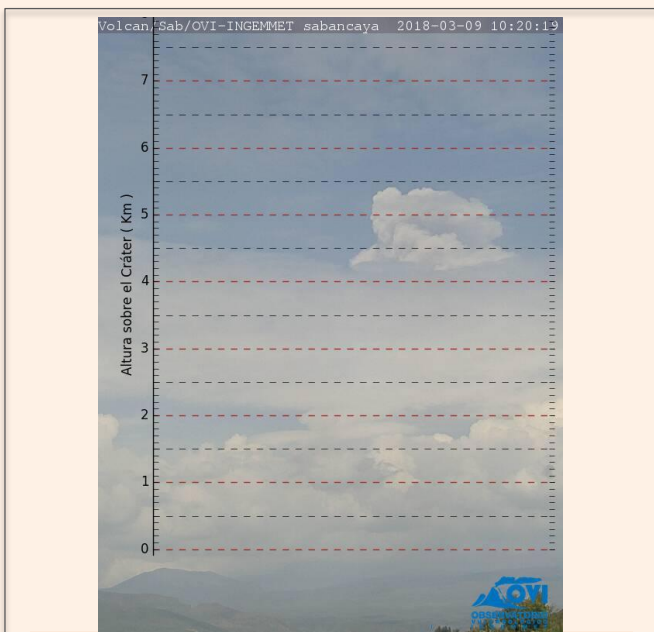 Volcan/Sab/OVI-INGEMMET sabancaya 2018-03-09 10:20:19
7
6
5
4
3
2
1
0
Altura sobre el Cráter ( Km )
OVI
OBSERVATORIO